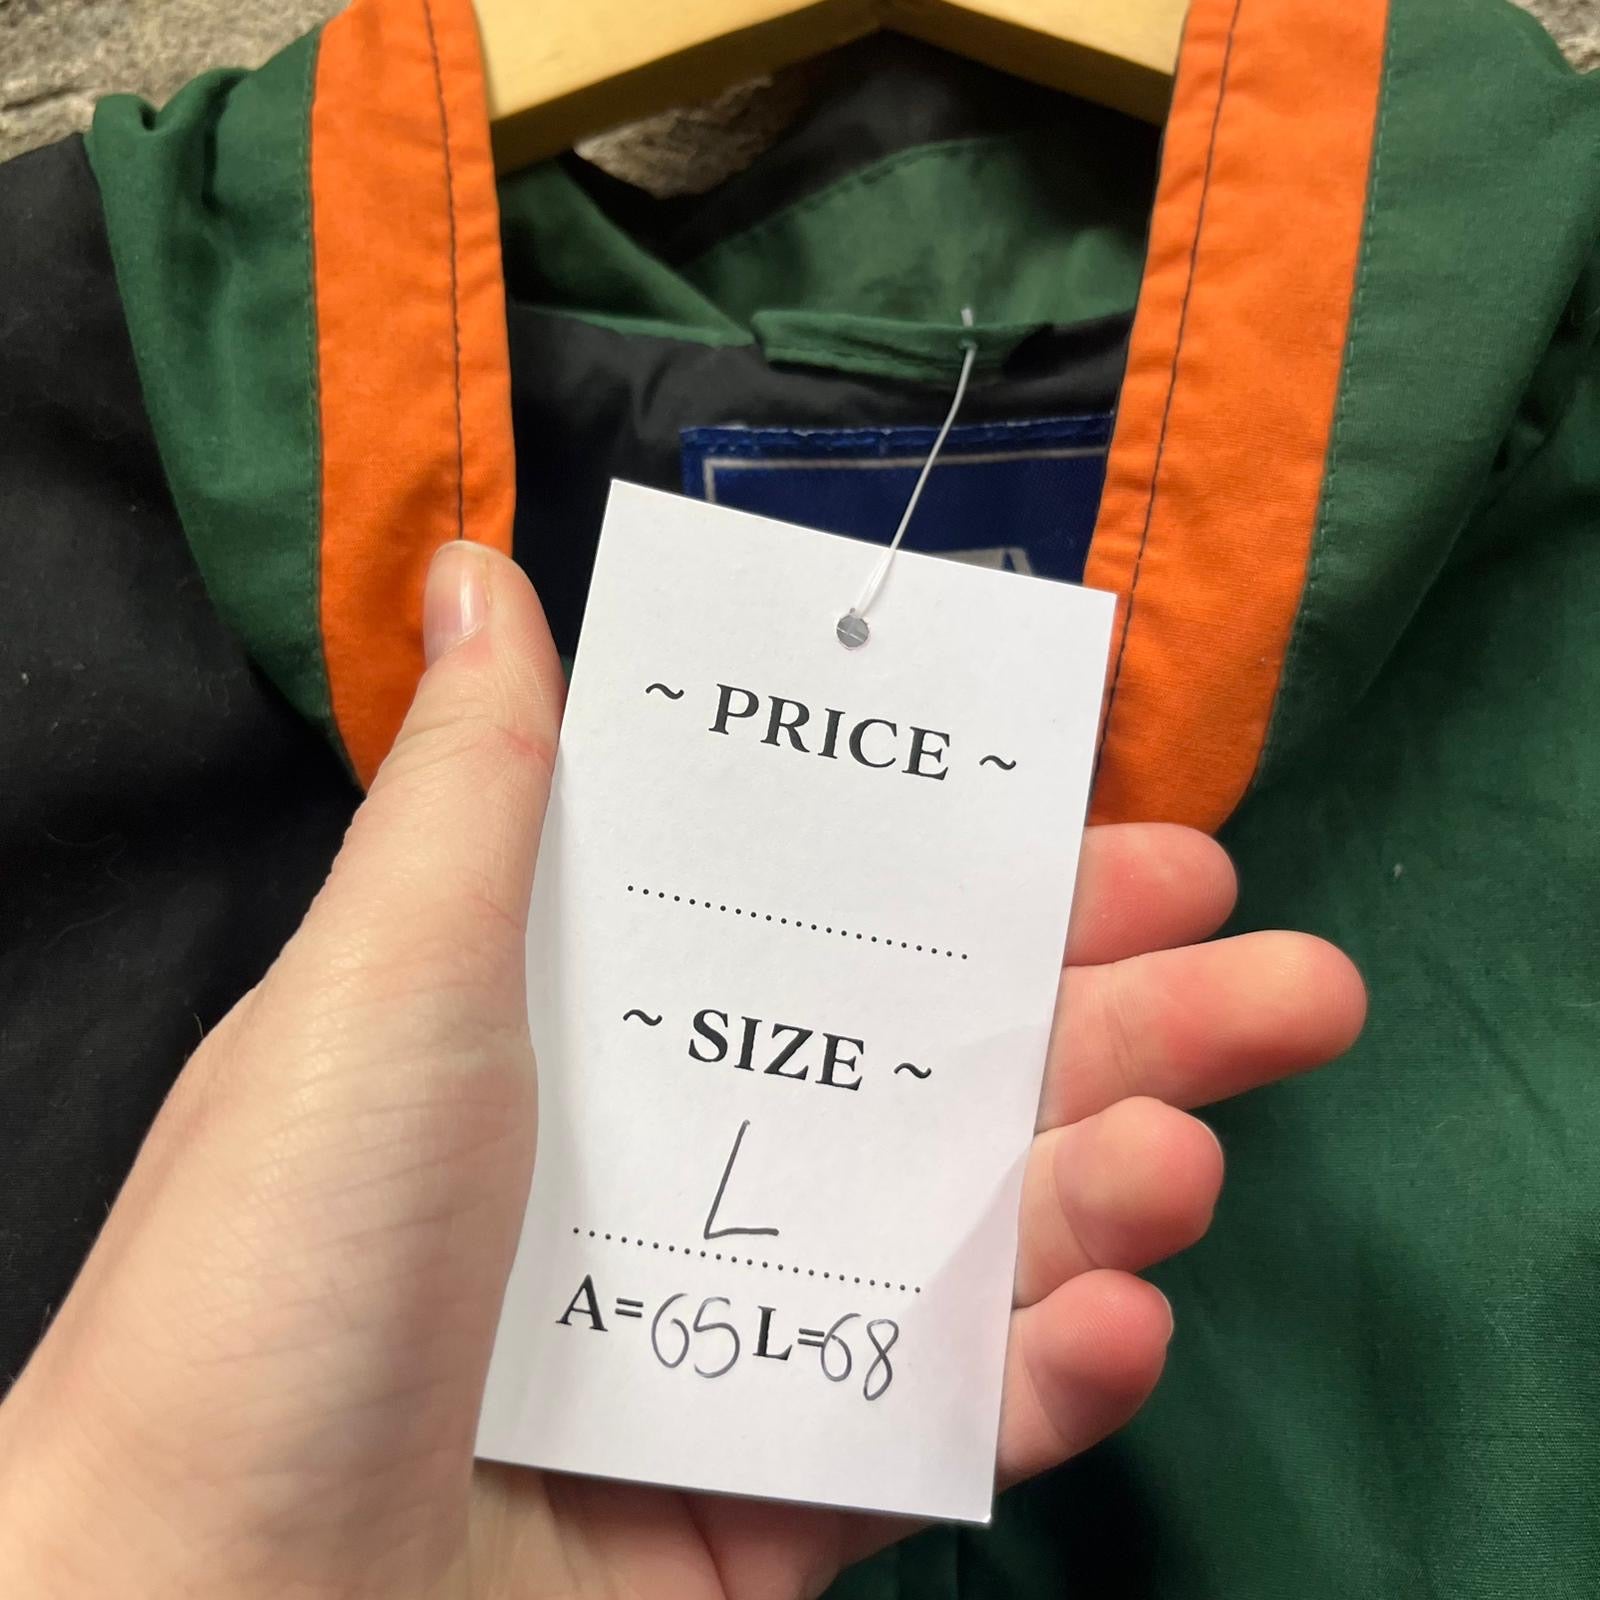 ~ PRICE ~
....................
~ SIZE ~
L
....................
A=65 L=68